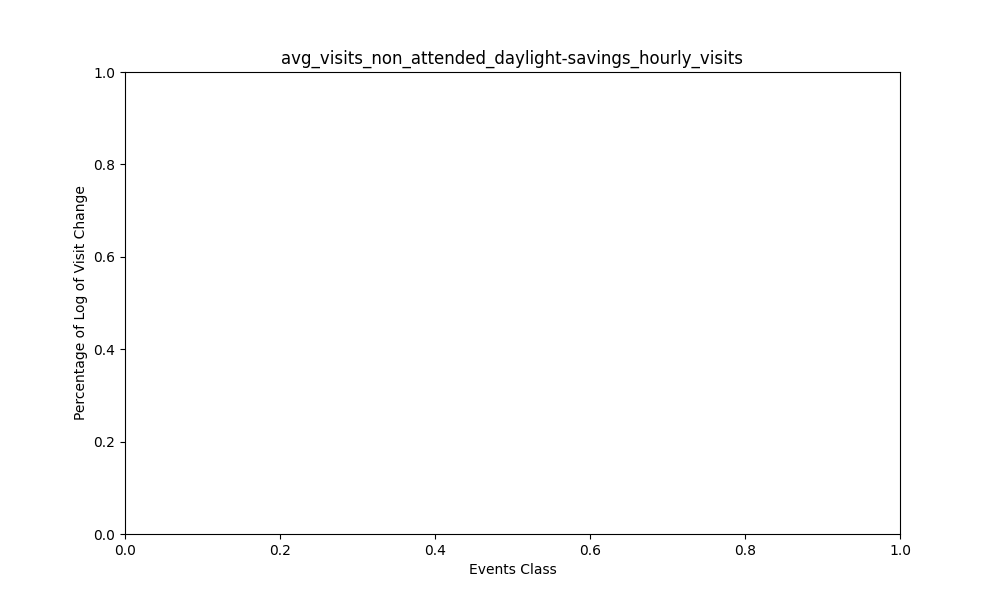 avg_visits_non_attended_daylight-savings_hourly_visits
1.0
0.8
0.6
0.4
0.2
0.0
Percentage of Log of Visit Change
0.0 0.2 0.4 0.6 0.8 1.0
Events Class